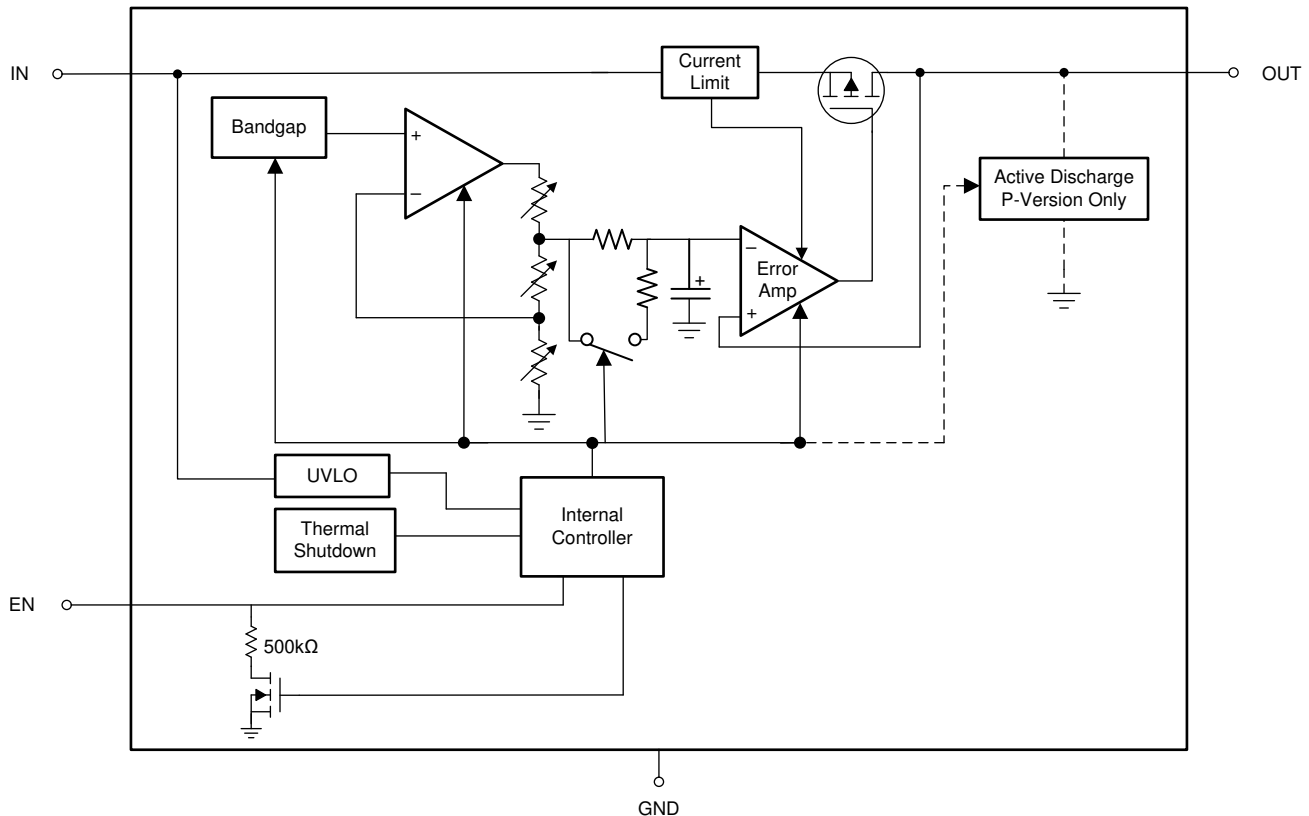 IN
Current
Limit
OUT
Bandgap
+
−
Active Discharge
P-Version Only
+
−
Error
Amp
+
UVLO
Thermal
Shutdown
Internal
Controller
EN
500kΩ
GND